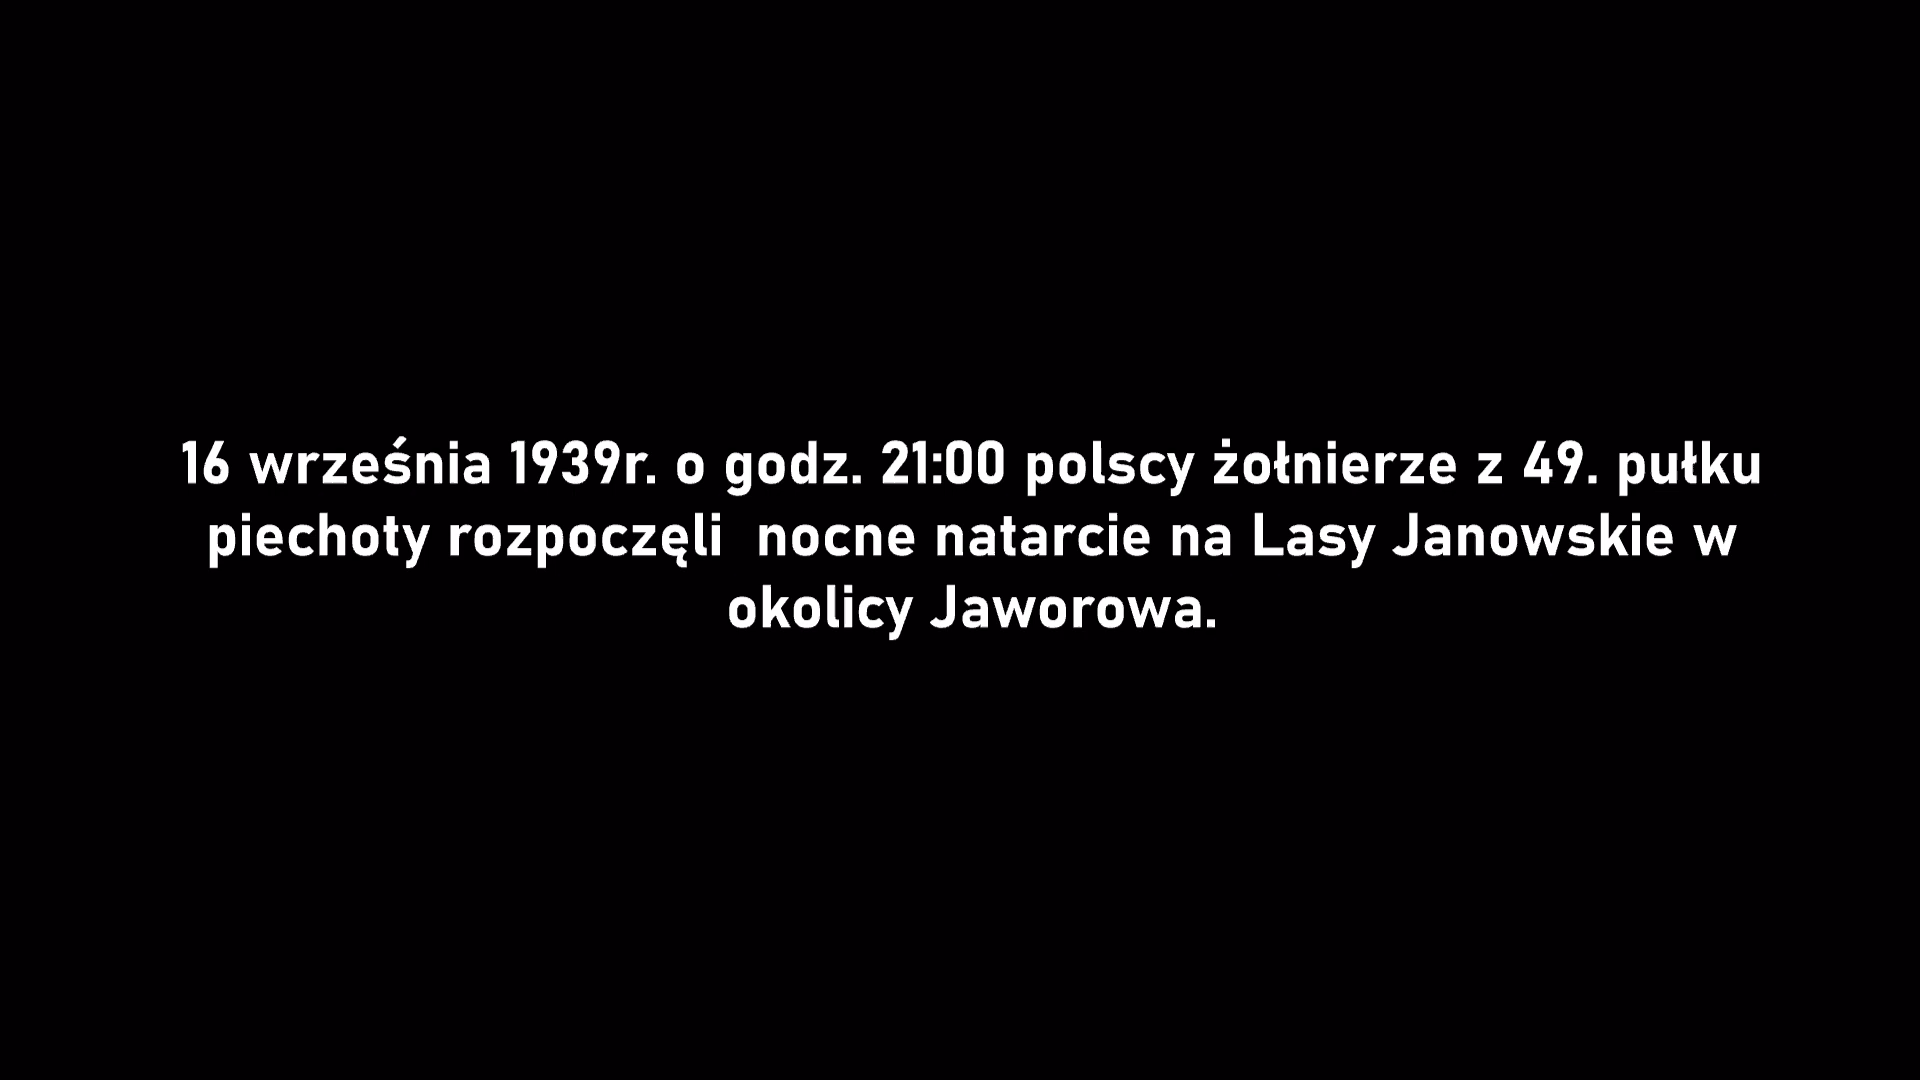 16 września 1939r. o godz. 21:00 polscy żołnierze z 49. pułku
piechoty rozpoczęli  nocne natarcie na Lasy Janowskie w
okolicy Jaworowa.